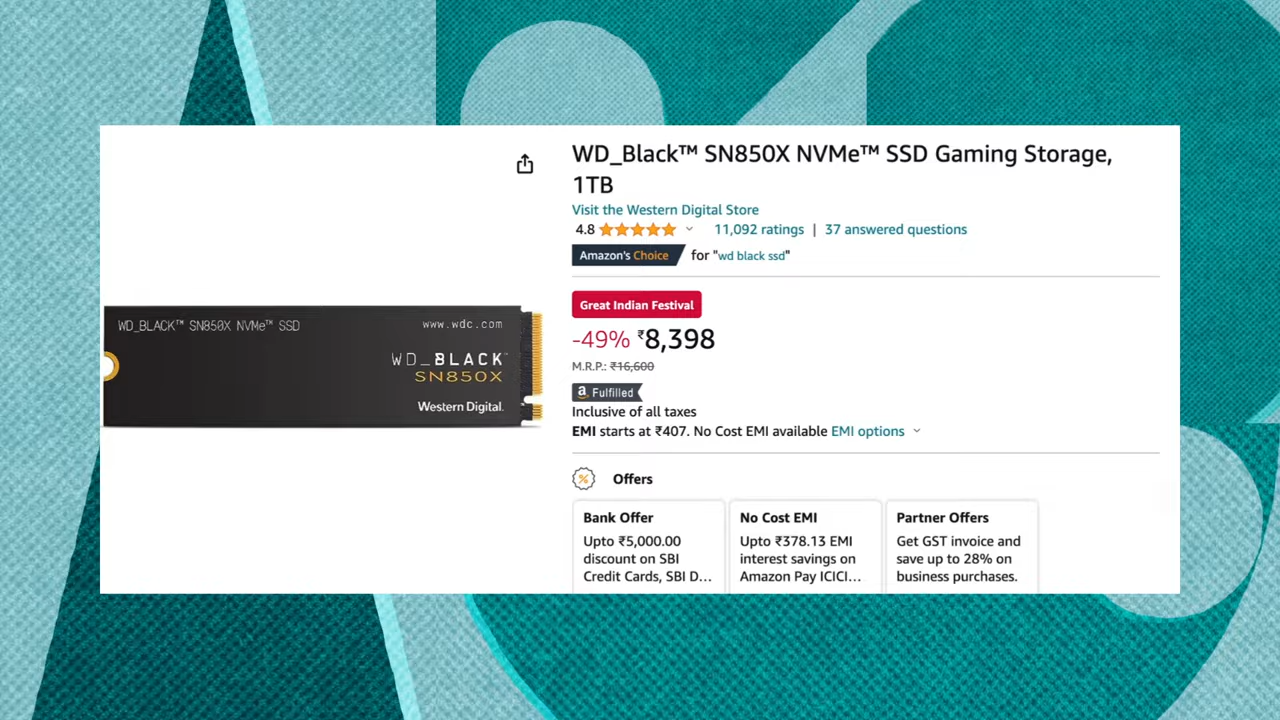 WD_Black™ SN850X NVMe™ SSD Gaming Storage,
1TB
Visit the Western Digital Store
4.8
11,092 ratings | 37 answered questions
Amazon's Choice for "wd black ssd"
WD_BLACK™ SN850X NVMe™ SSD
www.wdc.com
WD_BLACK™
SN850X
Western Digital.
Great Indian Festival
-49% ₹8,398
M.R.P.: ₹16,600
a Fulfilled
Inclusive of all taxes
EMI starts at ₹407. No Cost EMI available EMI options
% Offers
Bank Offer
Upto ₹5,000.00
discount on SBI
Credit Cards, SBI D...
No Cost EMI
Upto ₹378.13 EMI
interest savings on
Amazon Pay ICICI...
Partner Offers
Get GST invoice and
save up to 28% on
business purchases.